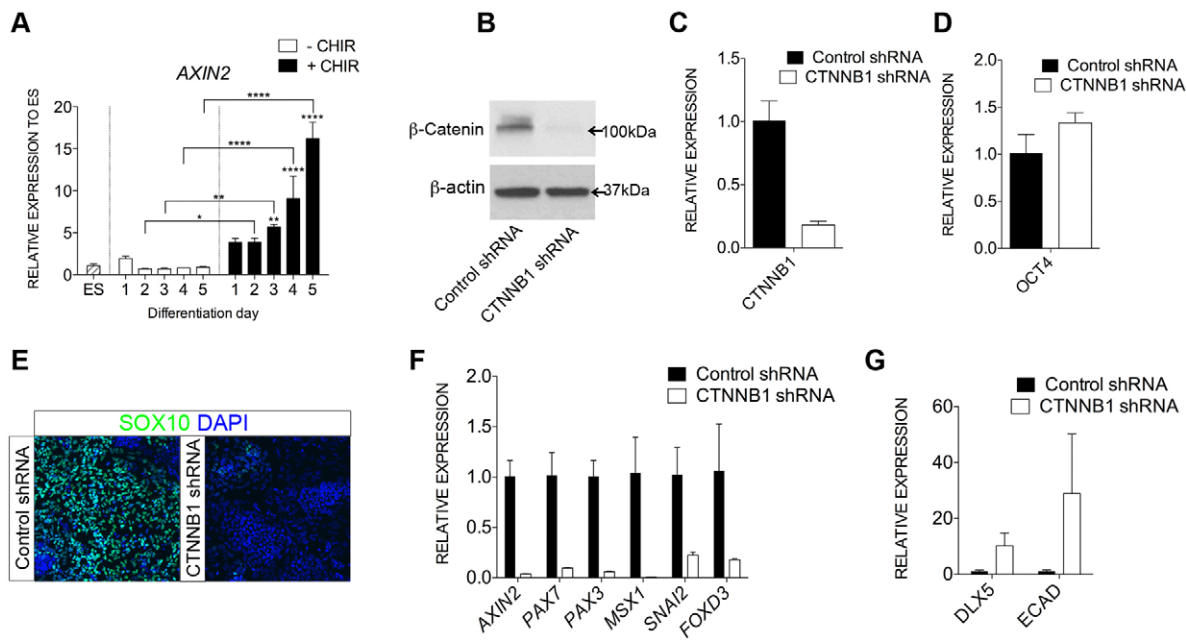 A
- CHIR
+ CHIR
AXIN2
RELATIVE EXPRESSION TO ES
20
15
10
5
0
****
****
**
*
**
****
****
ES 1 2 3 4 5 1 2 3 4 5
Differentiation day
B
β-Catenin
100kDa
β-actin
37kDa
Control shRNA
CTNNB1 shRNA
C
Control shRNA
CTNNB1 shRNA
RELATIVE EXPRESSION
1.5
1.0
0.5
0.0
CTNNB1
D
Control shRNA
CTNNB1 shRNA
RELATIVE EXPRESSION
2.0
1.5
1.0
0.5
0.0
OCT4
E
SOX10 DAPI
Control shRNA
CTNNB1 shRNA
F
Control shRNA
CTNNB1 shRNA
RELATIVE EXPRESSION
2.0
1.5
1.0
0.5
0.0
AXIN2
PAX7
PAX3
MSX1
SNAI2
FOXD3
G
Control shRNA
CTNNB1 shRNA
RELATIVE EXPRESSION
60
40
20
0
DLX5
ECAD